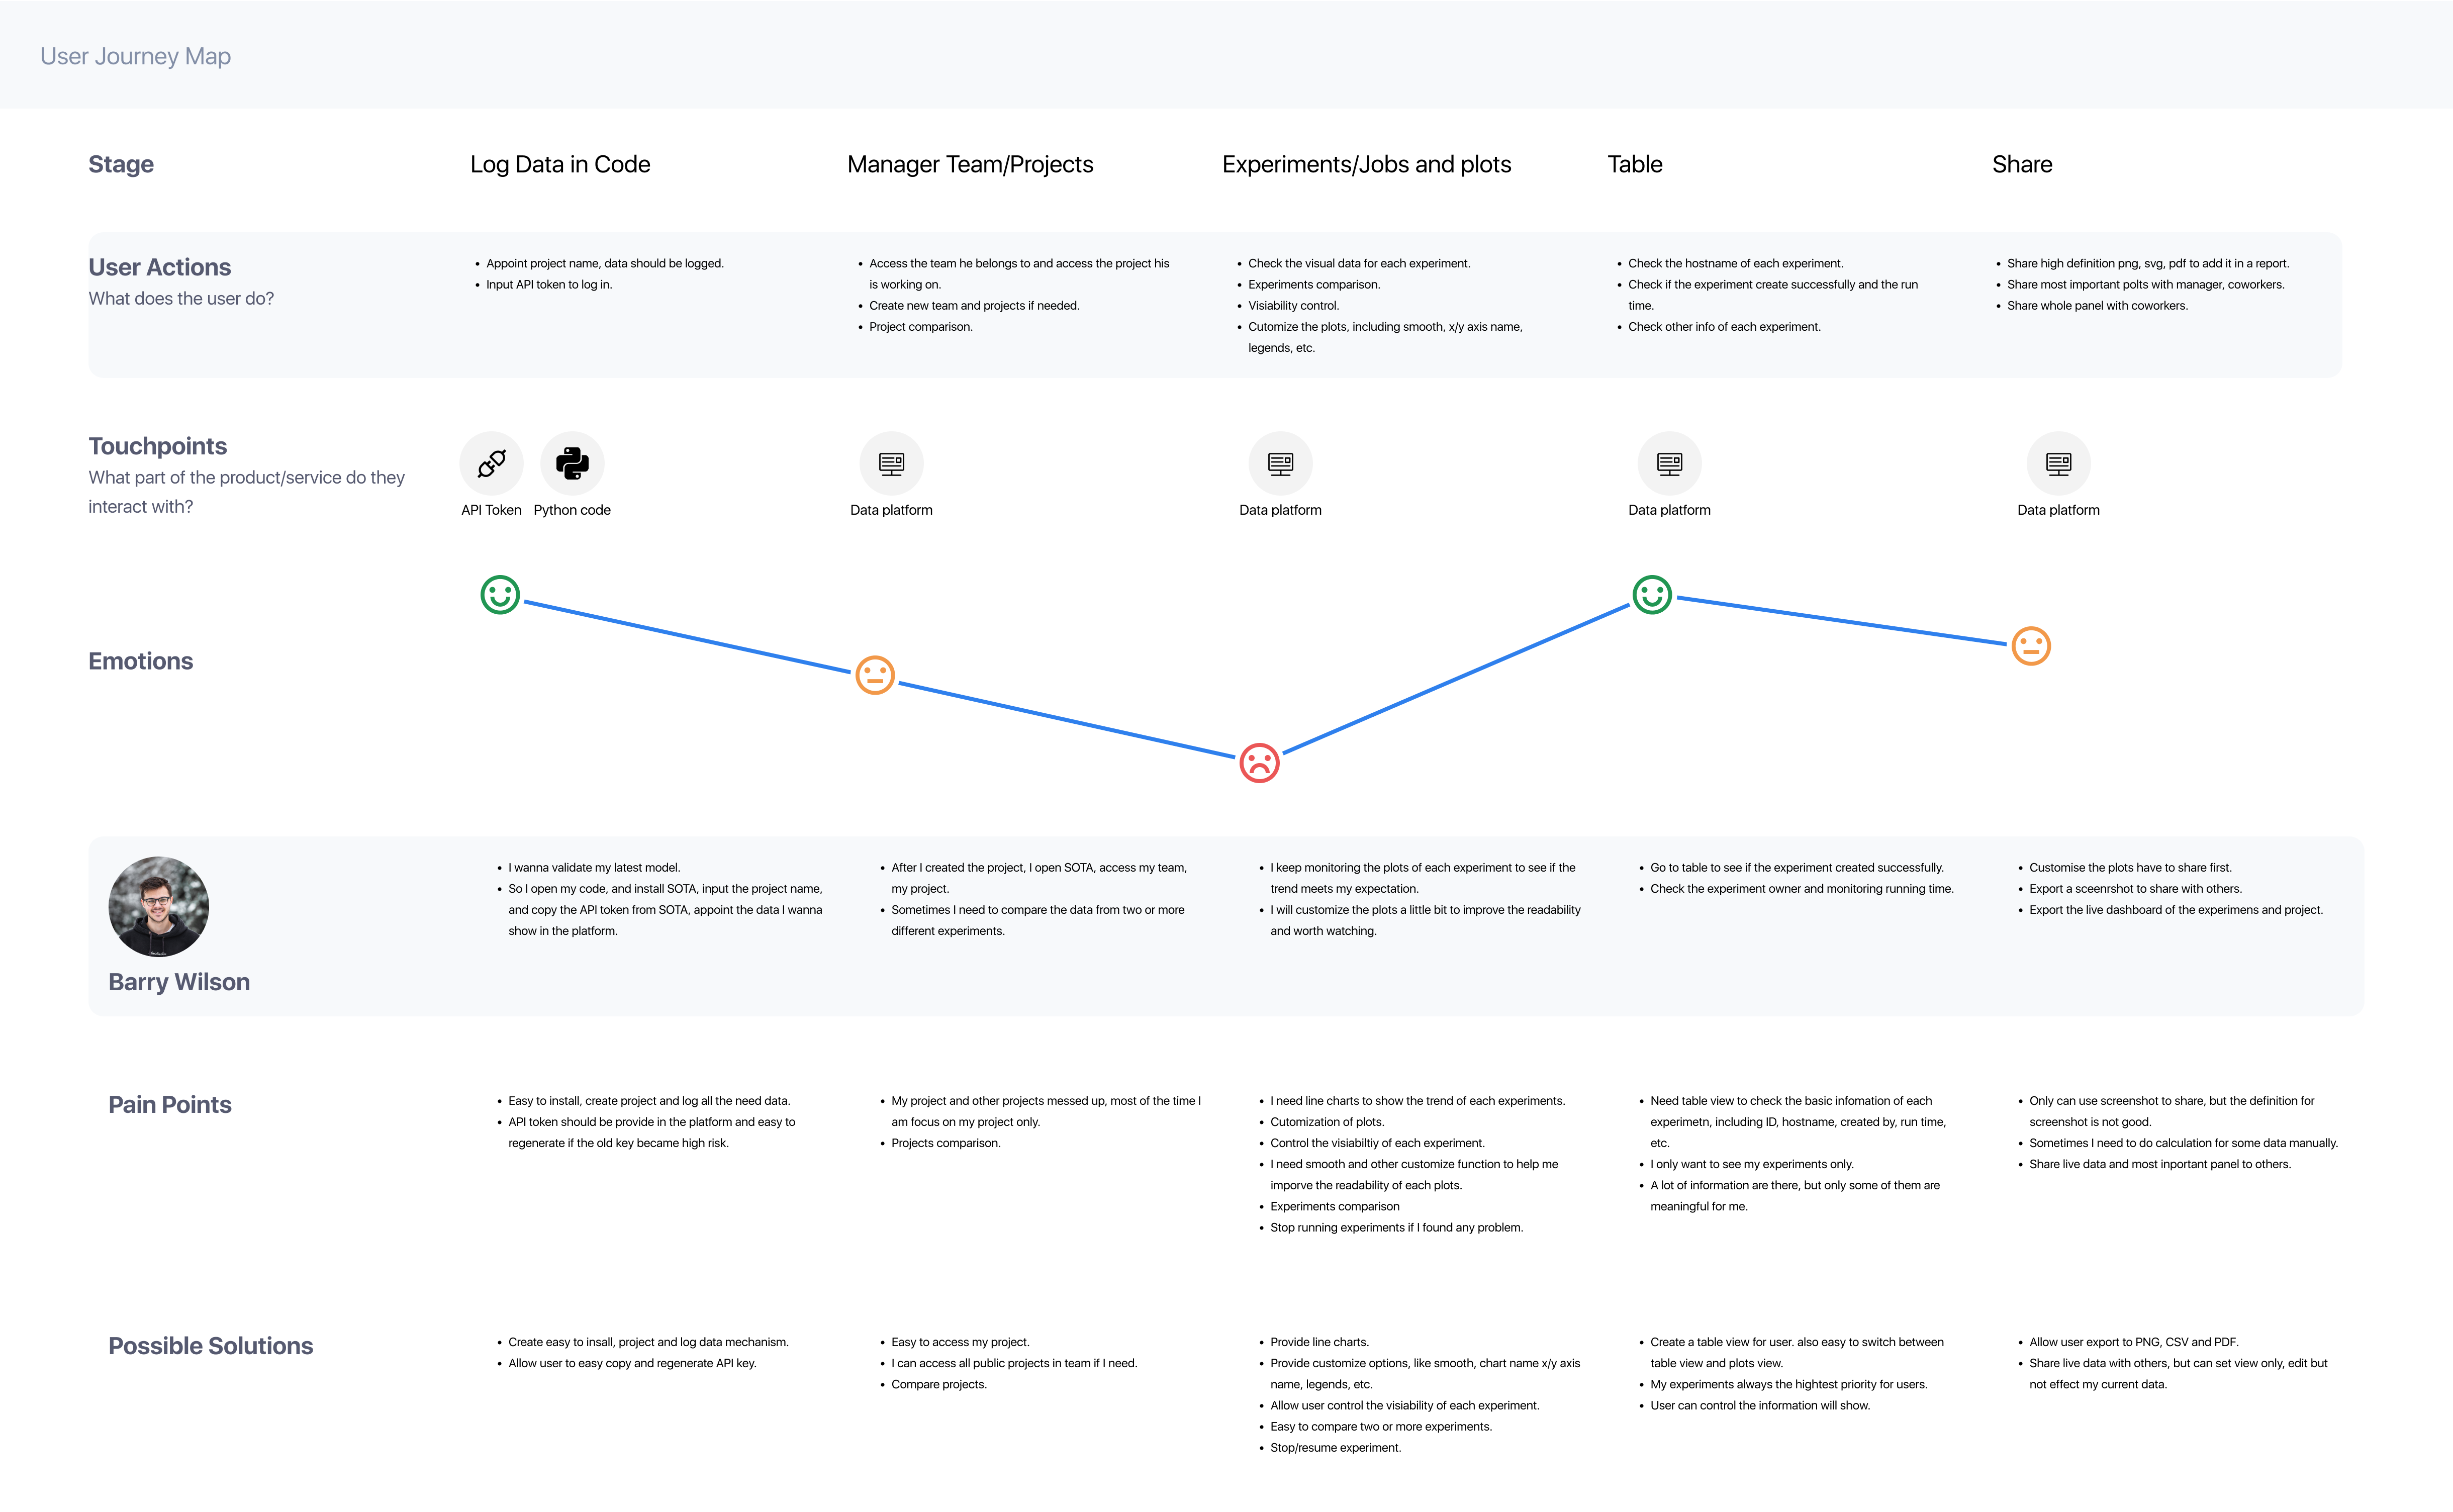 User Journey Map
Stage
Log Data in Code
Manager Team/Projects
Experiments/Jobs and plots
Table
Share
User Actions
What does the user do?
• Appoint project name, data should be logged.
• Input API token to log in.
• Access the team he belongs to and access the project his
is working on.
• Create new team and projects if needed.
• Project comparison.
• Check the visual data for each experiment.
• Experiments comparison.
• Visiability control.
• Cutomize the plots, including smooth, x/y axis name,
legends, etc.
• Check the hostname of each experiment.
• Check if the experiment create successfully and the run
time.
• Check other info of each experiment.
• Share high definition png, svg, pdf to add it in a report.
• Share most important polts with manager, coworkers.
• Share whole panel with coworkers.
Touchpoints
What part of the product/service do they
interact with?
API Token
Python code
Data platform
Data platform
Data platform
Data platform
Emotions
Barry Wilson
• I wanna validate my latest model.
• So I open my code, and install SOTA, input the project name,
and copy the API token from SOTA, appoint the data I wanna
show in the platform.
• After I created the project, I open SOTA, access my team,
my project.
• Sometimes I need to compare the data from two or more
different experiments.
• I keep monitoring the plots of each experiment to see if the
trend meets my expectation.
• I will customize the plots a little bit to improve the readability
and worth watching.
• Go to table to see if the experiment created successfully.
• Check the experiment owner and monitoring running time.
• Customise the plots have to share first.
• Export a sceenrshot to share with others.
• Export the live dashboard of the experimens and project.
Pain Points
• Easy to install, create project and log all the need data.
• API token should be provide in the platform and easy to
regenerate if the old key became high risk.
• My project and other projects messed up, most of the time I
am focus on my project only.
• Projects comparison.
• I need line charts to show the trend of each experiments.
• Cutomization of plots.
• Control the visiabiltiy of each experiment.
• I need smooth and other customize function to help me
imporve the readability of each plots.
• Experiments comparison
• Stop running experiments if I found any problem.
• Need table view to check the basic infomation of each
experimetn, including ID, hostname, created by, run time,
etc.
• I only want to see my experiments only.
• A lot of information are there, but only some of them are
meaningful for me.
• Only can use screenshot to share, but the definition for
screenshot is not good.
• Sometimes I need to do calculation for some data manually.
• Share live data and most inportant panel to others.
Possible Solutions
• Create easy to insall, project and log data mechanism.
• Allow user to easy copy and regenerate API key.
• Easy to access my project.
• I can access all public projects in team if I need.
• Compare projects.
• Provide line charts.
• Provide customize options, like smooth, chart name x/y axis
name, legends, etc.
• Allow user control the visiability of each experiment.
• Easy to compare two or more experiments.
• Stop/resume experiment.
• Create a table view for user. also easy to switch between
table view and plots view.
• My experiments always the hightest priority for users.
• User can control the information will show.
• Allow user export to PNG, CSV and PDF.
• Share live data with others, but can set view only, edit but
not effect my current data.